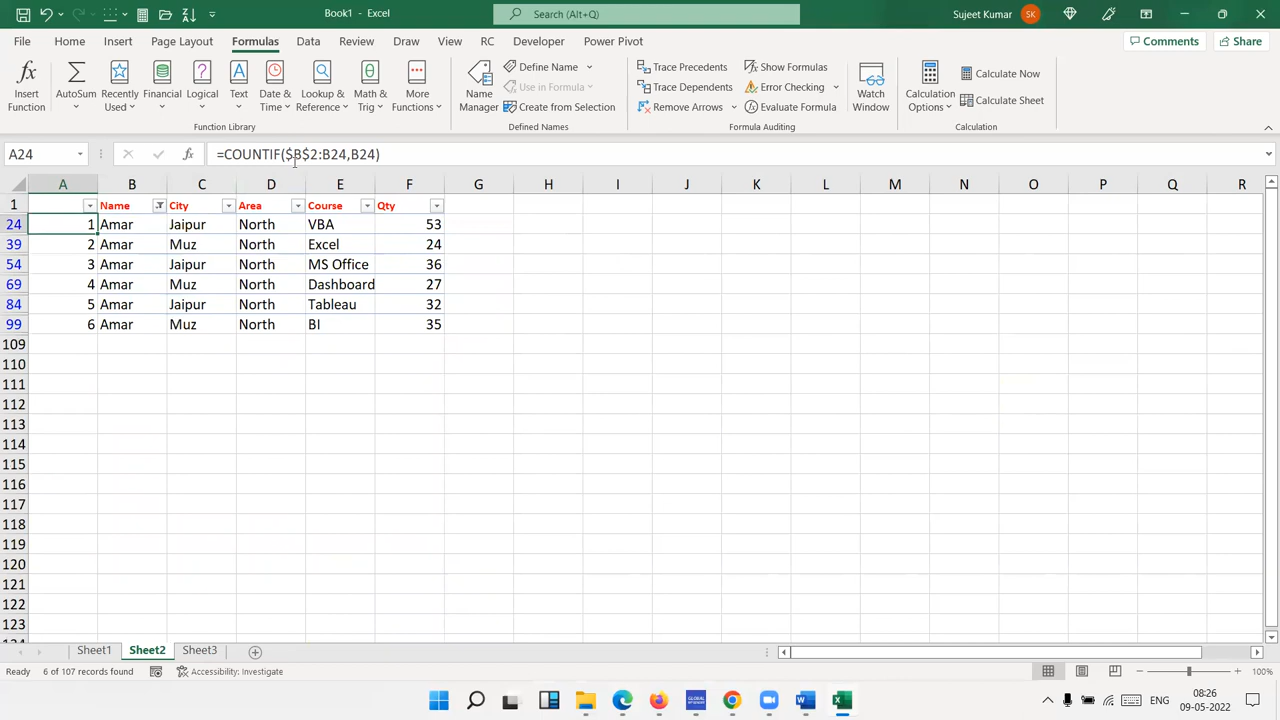 Book1 - Excel
Search (Alt+Q)
Sujeet Kumar SK
File Home Insert Page Layout Formulas Data Review View RC Developer Power Pivot
Comments Share
Insert Function
AutoSum
Recently Used
Financial
Logical
Text
Date & Time
Lookup & Reference
Math & Trig
More Functions
Function Library
Name Manager
Define Name
Use in Formula
Create from Selection
Defined Names
Trace Precedents
Trace Dependents
Remove Arrows
Show Formulas
Error Checking
Evaluate Formula
Formula Auditing
Watch Window
Calculation Options
Calculate Now
Calculate Sheet
Calculation
A24 fx =COUNTIF($B$2:B24,B24)
A B C D E F G H I J K L M N O P Q R
1 Name City Area Course Qty
24 1 Amar Jaipur North VBA 53
39 2 Amar Muz North Excel 24
54 3 Amar Jaipur North MS Office 36
69 4 Amar Muz North Dashboard 27
84 5 Amar Jaipur North Tableau 32
99 6 Amar Muz North BI 35
109
110
111
112
113
114
115
116
117
118
119
120
121
122
123
Sheet1 Sheet2 Sheet3
Ready 6 of 107 records found Accessibility: Investigate 100%
GLOBAL
ENG
08:26
09-05-2022